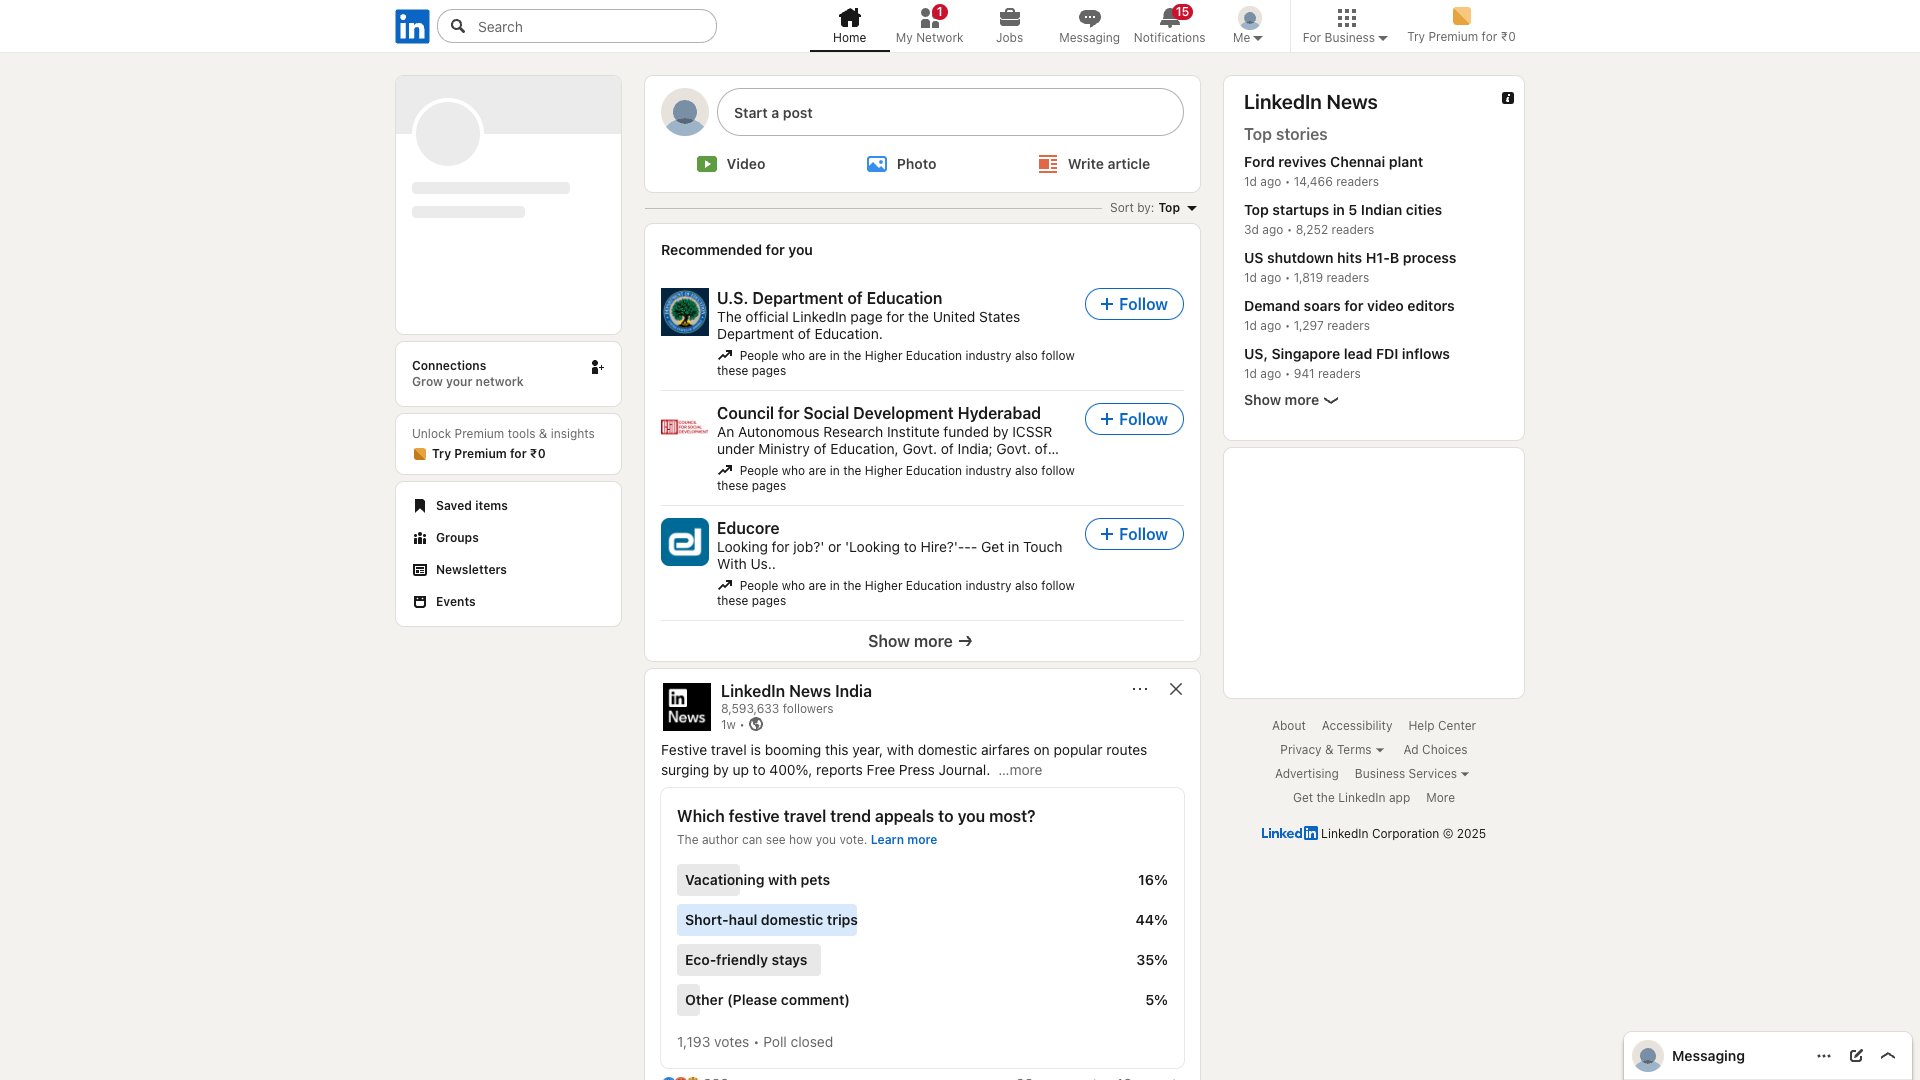 in
Search
Home
1
My Network
Jobs
Messaging
15
Notifications
Me
For Business
Try Premium for ₹0
Connections
Grow your network
Unlock Premium tools & insights
Try Premium for ₹0
Saved items
Groups
Newsletters
Events
Start a post
Video
Photo
Write article
Sort by: Top
Recommended for you
U.S. Department of Education
The official LinkedIn page for the United States
Department of Education.
People who are in the Higher Education industry also follow
these pages
+ Follow
Council for Social Development Hyderabad
An Autonomous Research Institute funded by ICSSR
under Ministry of Education, Govt. of India; Govt. of…
People who are in the Higher Education industry also follow
these pages
+ Follow
Educore
Looking for job?' or 'Looking to Hire?'--- Get in Touch
With Us..
People who are in the Higher Education industry also follow
these pages
+ Follow
Show more →
in
News
LinkedIn News India
8,593,633 followers
1w •
Festive travel is booming this year, with domestic airfares on popular routes
surging by up to 400%, reports Free Press Journal. …more
Which festive travel trend appeals to you most?
The author can see how you vote. Learn more
Vacationing with pets 16%
Short-haul domestic trips 44%
Eco-friendly stays 35%
Other (Please comment) 5%
1,193 votes • Poll closed
LinkedIn News
Top stories
Ford revives Chennai plant
1d ago • 14,466 readers
Top startups in 5 Indian cities
3d ago • 8,252 readers
US shutdown hits H1-B process
1d ago • 1,819 readers
Demand soars for video editors
1d ago • 1,297 readers
US, Singapore lead FDI inflows
1d ago • 941 readers
Show more
About Accessibility Help Center
Privacy & Terms Ad Choices
Advertising Business Services
Get the LinkedIn app More
LinkedIn LinkedIn Corporation © 2025
Messaging